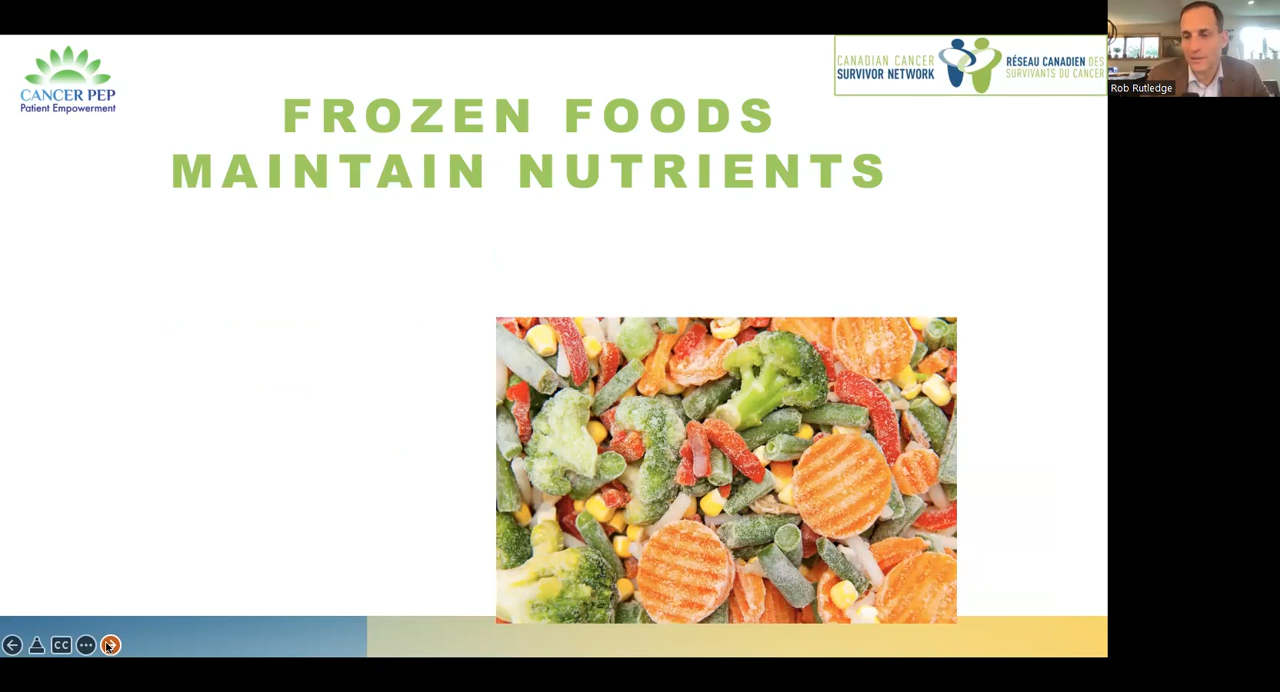 CANCER PEP
Patient Empowerment
FROZEN FOODS
MAINTAIN NUTRIENTS
CANADIAN CANCER
SURVIVOR NETWORK
RÉSEAU CANADIEN DES
SURVIVANTS DU CANCER
Rob Rutledge
CC